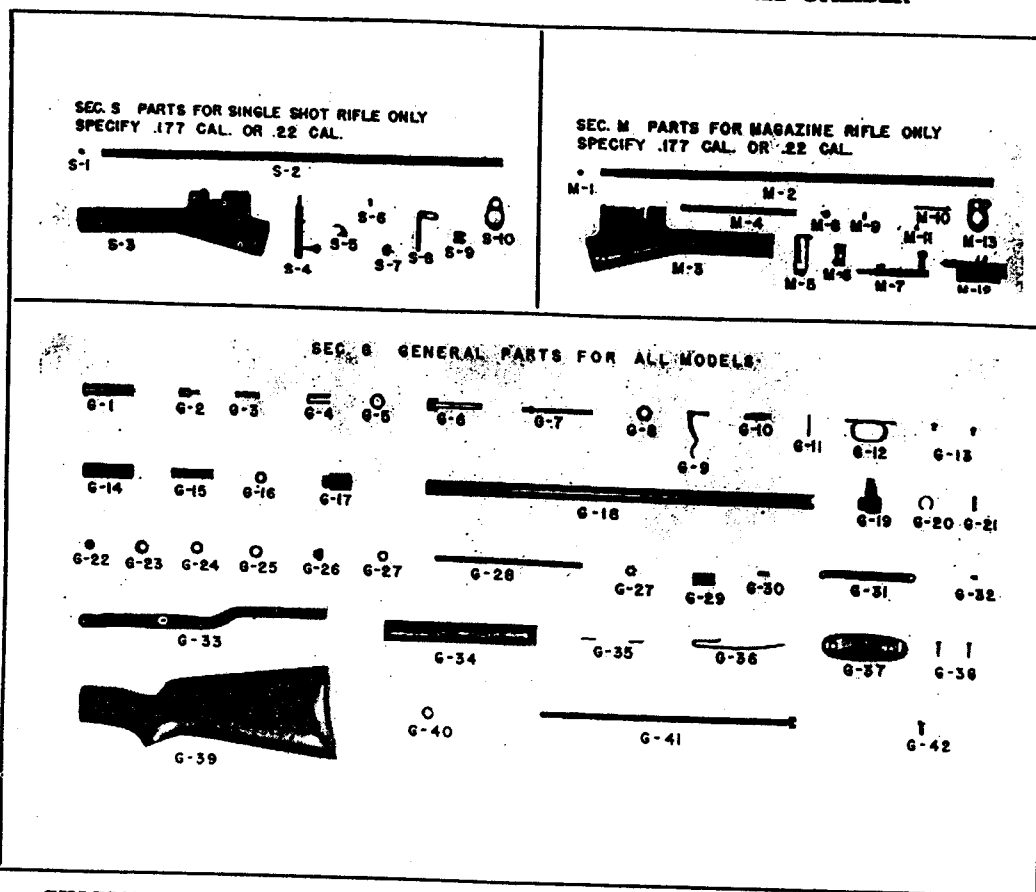 SEC. S PARTS FOR SINGLE SHOT RIFLE ONLY
SPECIFY .177 CAL. OR .22 CAL.
S-1
S-2
S-3
S-4
S-5
S-6
S-7
S-8
S-9
S-10
SEC. M PARTS FOR MAGAZINE RIFLE ONLY
SPECIFY .177 CAL. OR .22 CAL.
M-1
M-2
M-3
M-4
M-5
M-6
M-7
M-8
M-9
M-10
M-11
M-12
M-13
SEC. G GENERAL PARTS FOR ALL MODELS
G-1 G-2 G-3 G-4 G-5 G-6 G-7 G-8 G-9 G-10 G-11 G-12 G-13
G-14 G-15 G-16 G-17 G-18 G-19 G-20 G-21
G-22 G-23 G-24 G-25 G-26 G-27 G-28 G-27 G-29 G-30 G-31 G-32
G-33 G-34 G-35 G-36 G-37 G-38
G-39 G-40 G-41 G-42